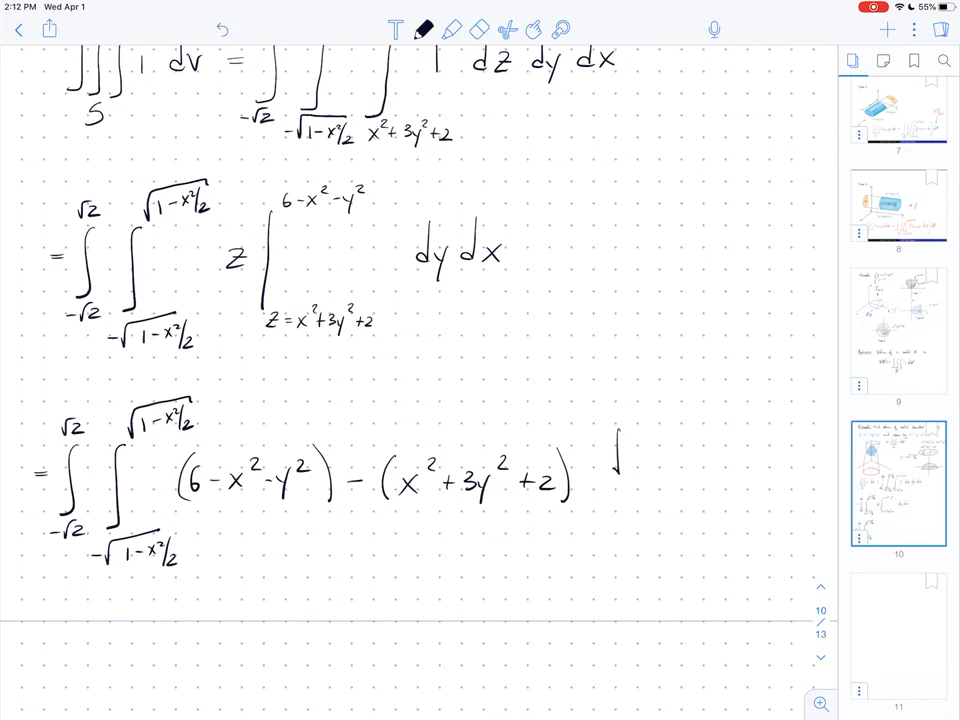 2:12 PM Wed Apr 1
55%
∫∫∫ 1 dv = ∫ ∫ ∫ 1 dz dy dx
S
-√2
-√(1-x²/2)
x²+3y²+2
√2 √(1-x²/2) 6-x²-y²
= ∫ ∫ z | dy dx
-√2 -√(1-x²/2) z=x²+3y²+2
√2 √(1-x²/2)
= ∫ ∫ (6-x²-y²) - (x²+3y²+2)
-√2 -√(1-x²/2)
7
8
9
10
11
10
/
13